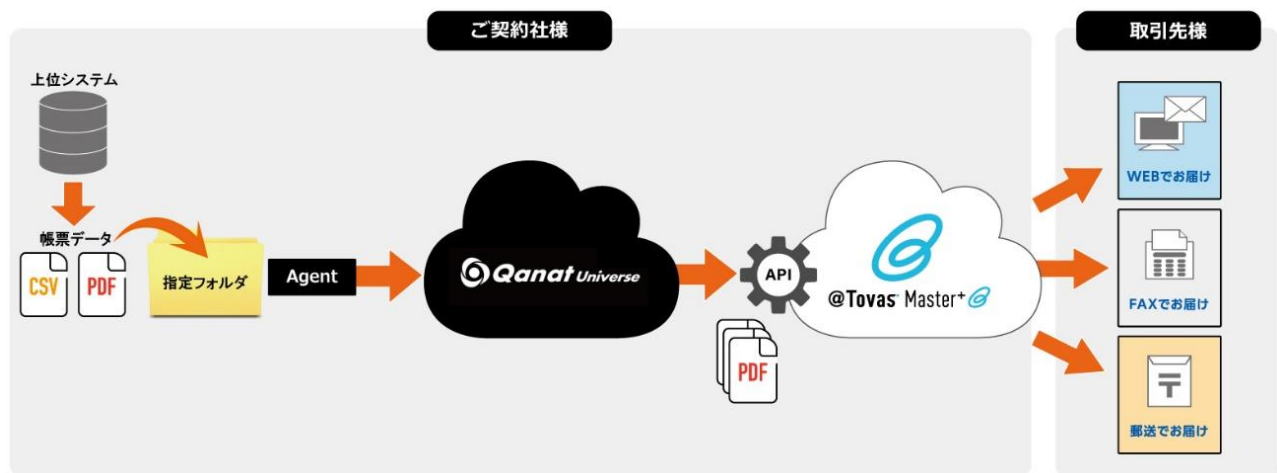 ご契約社様
取引先様
上位システム
帳票データ
CSV
PDF
指定フォルダ
Agent
Qanat Universe
API
PDF
@Tovas Master+
WEBでお届け
FAXでお届け
〒
郵送でお届け